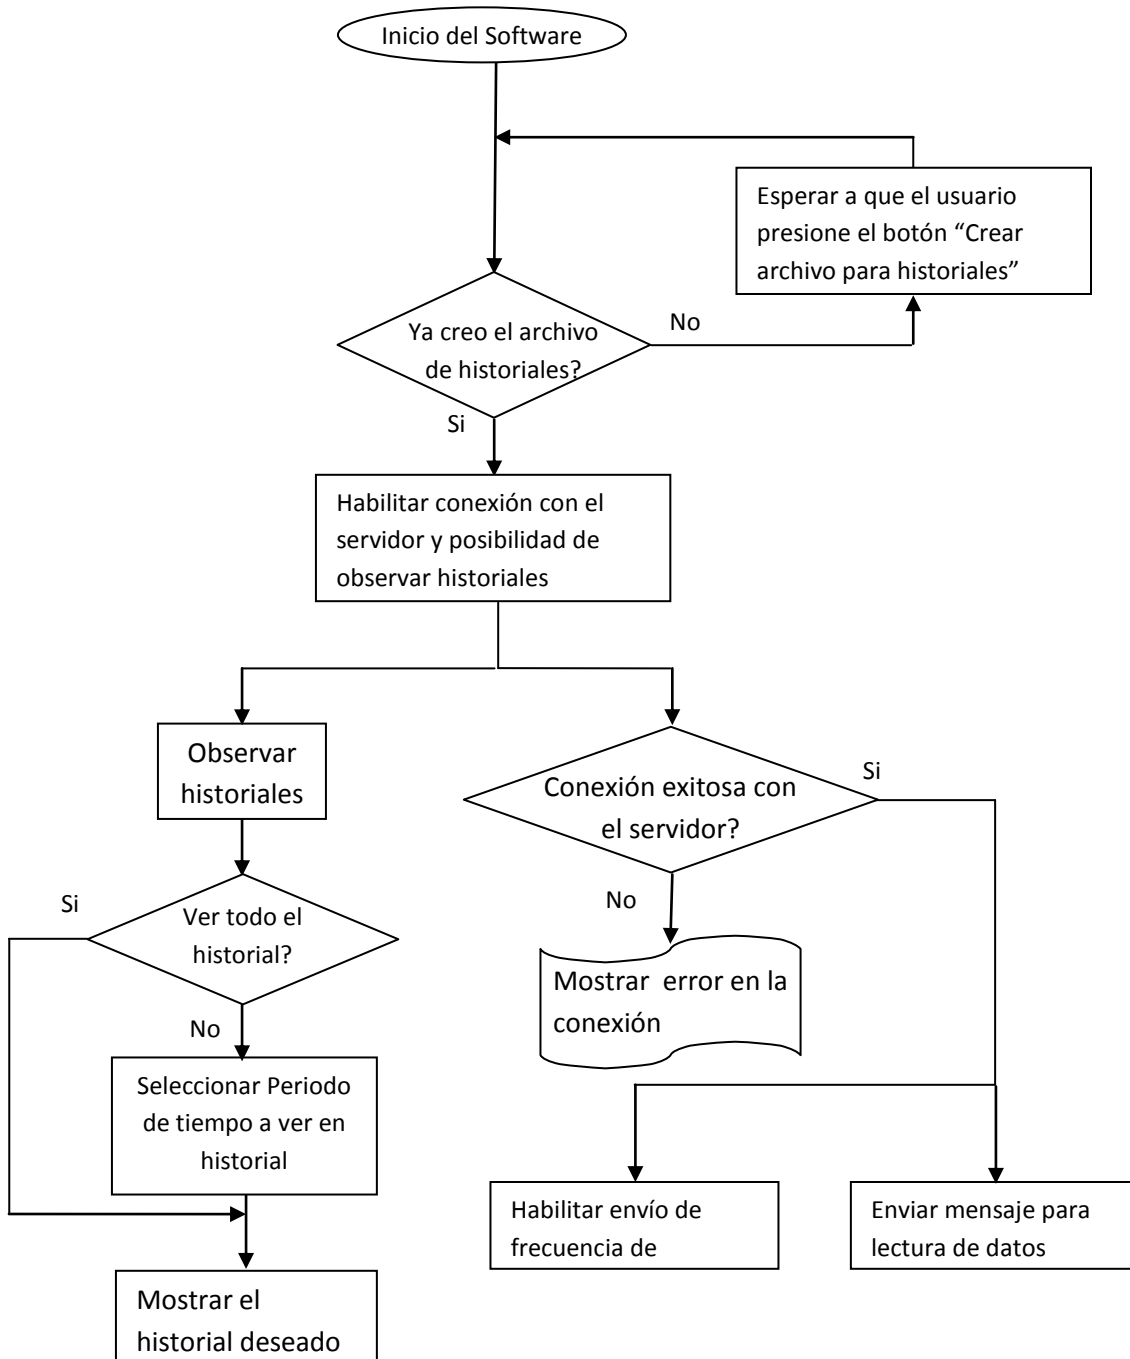 Inicio del Software
Esperar a que el usuario
presione el botón “Crear
archivo para historiales”
Ya creo el archivo
de historiales?
No
Si
Habilitar conexión con el
servidor y posibilidad de
observar historiales
Observar
historiales
Conexión exitosa con
el servidor?
Si
No
Si
Ver todo el
historial?
Mostrar error en la
conexión
No
Seleccionar Periodo
de tiempo a ver en
historial
Habilitar envío de
frecuencia de
Enviar mensaje para
lectura de datos
Mostrar el
historial deseado